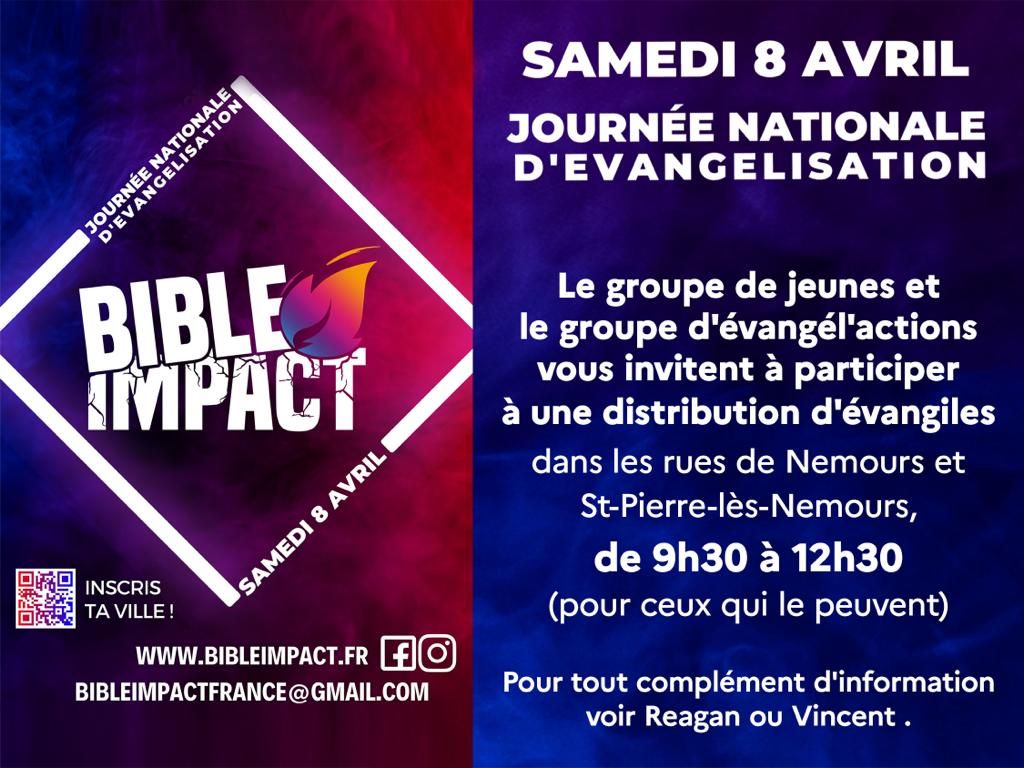 JOURNÉE NATIONALE
D'EVANGELISATION
BIBLE
IMPACT
SAMEDI 8 AVRIL
INSCRIS
TA VILLE !
WWW.BIBLEIMPACT.FR
BIBLEIMPACTFRANCE@GMAIL.COM
SAMEDI 8 AVRIL
JOURNÉE NATIONALE
D'EVANGELISATION
Le groupe de jeunes et
le groupe d'évangél'actions
vous invitent à participer
à une distribution d'évangiles
dans les rues de Nemours et
St-Pierre-lès-Nemours,
de 9h30 à 12h30
(pour ceux qui le peuvent)
Pour tout complément d'information
voir Reagan ou Vincent .